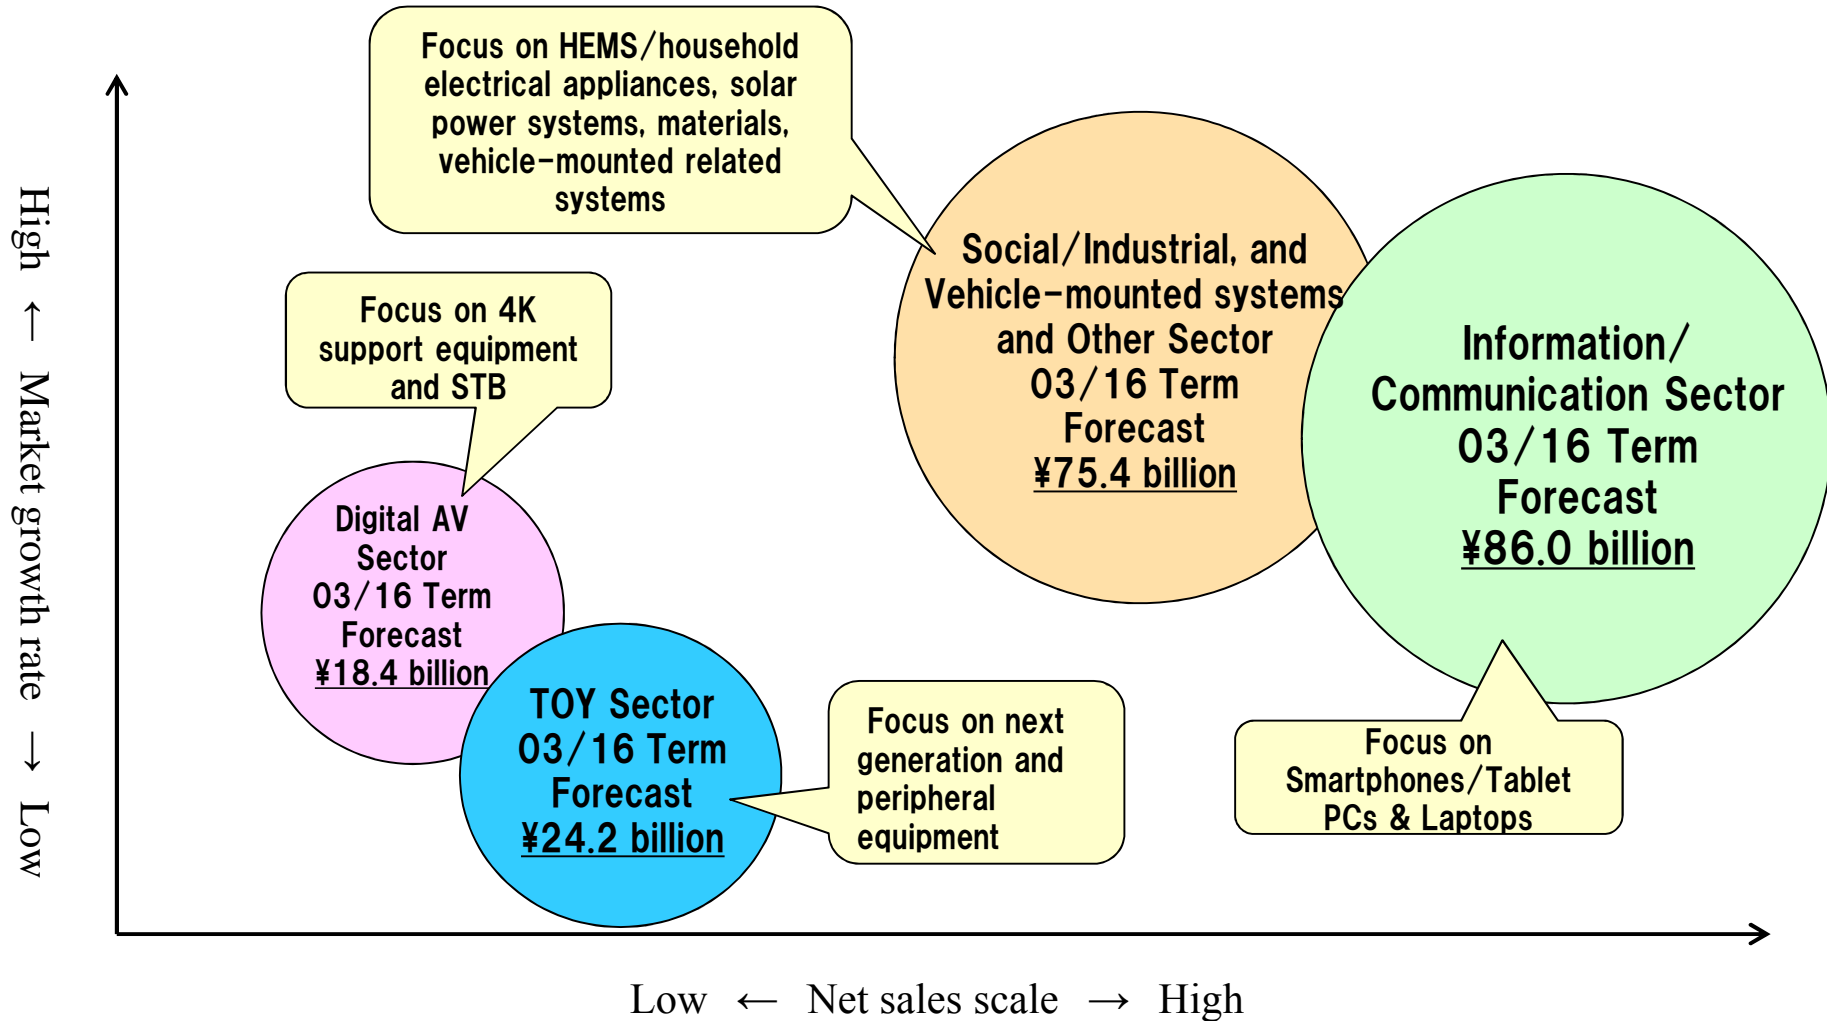 Focus on HEMS/household
electrical appliances, solar
power systems, materials,
vehicle-mounted related
systems
Social/Industrial, and
Vehicle-mounted systems
and Other Sector
03/16 Term
Forecast
¥75.4 billion
Information/
Communication Sector
03/16 Term
Forecast
¥86.0 billion
Focus on 4K
support equipment
and STB
Digital AV
Sector
03/16 Term
Forecast
¥18.4 billion
TOY Sector
03/16 Term
Forecast
¥24.2 billion
Focus on next
generation and
peripheral
equipment
Focus on
Smartphones/Tablet
PCs & Laptops
High ← Market growth rate → Low
Low ← Net sales scale → High